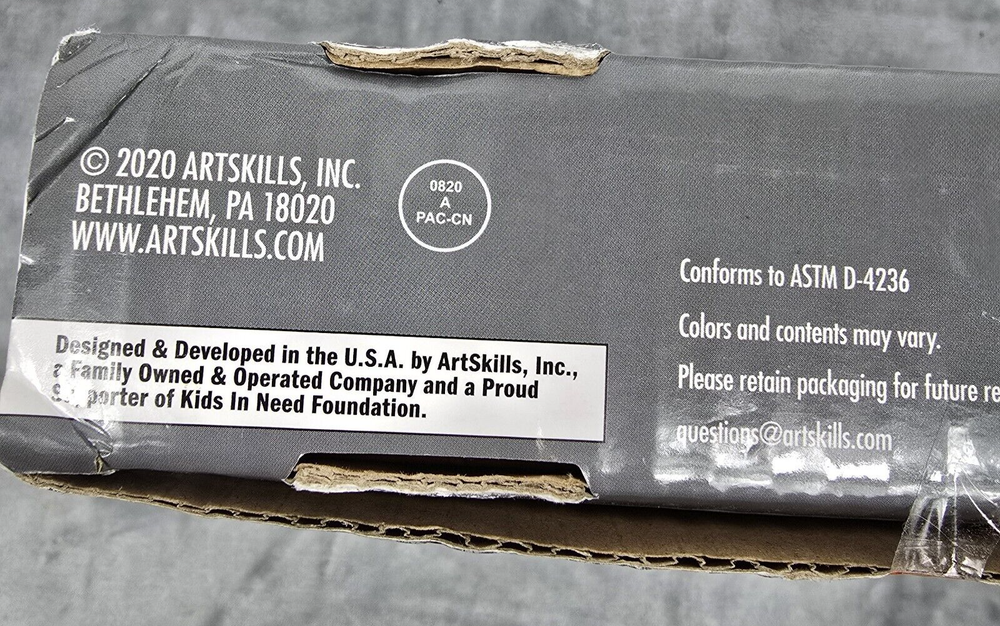 © 2020 ARTSKILLS, INC.
BETHLEHEM, PA 18020
WWW.ARTSKILLS.COM
0820
A
PAC-CN
Designed & Developed in the U.S.A. by ArtSkills, Inc.,
a Family Owned & Operated Company and a Proud
Supporter of Kids In Need Foundation.
Conforms to ASTM D-4236
Colors and contents may vary.
Please retain packaging for future re
questions@artskills.com